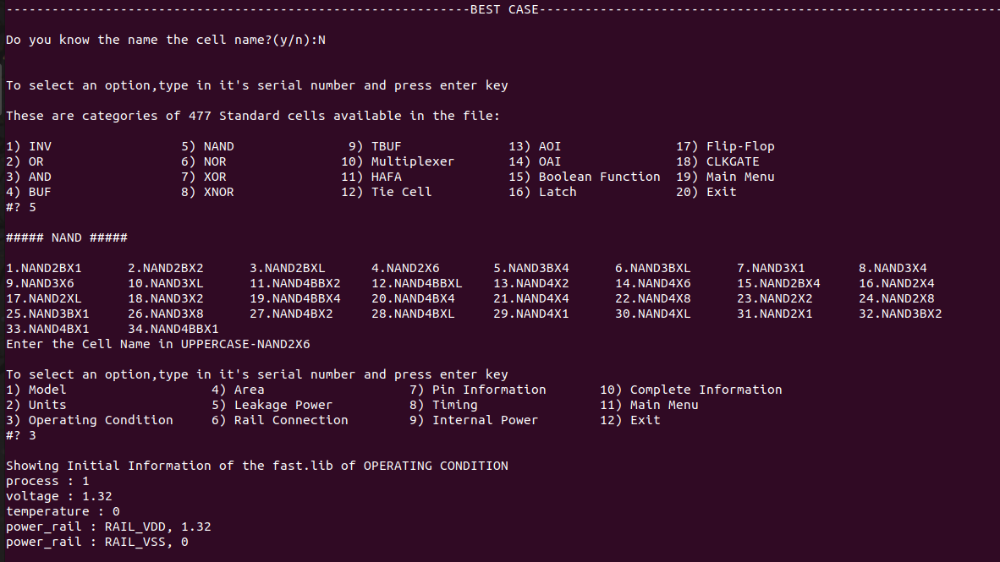 -------------------------------------------------------------BEST CASE-------------------------------------------------------------
Do you know the name the cell name?(y/n):N
To select an option,type in it's serial number and press enter key
These are categories of 477 Standard cells available in the file:
1) INV 5) NAND 9) TBUF 13) AOI 17) Flip-Flop
2) OR 6) NOR 10) Multiplexer 14) OAI 18) CLKGATE
3) AND 7) XOR 11) HAFA 15) Boolean Function 19) Main Menu
4) BUF 8) XNOR 12) Tie Cell 16) Latch 20) Exit
#? 5
##### NAND #####
1.NAND2BX1 2.NAND2BX2 3.NAND2BXL 4.NAND2X6 5.NAND3BX4 6.NAND3BXL 7.NAND3X1 8.NAND3X4
9.NAND3X6 10.NAND3XL 11.NAND4BBX2 12.NAND4BBXL 13.NAND4X2 14.NAND4X6 15.NAND2BX4 16.NAND2X4
17.NAND2XL 18.NAND3X2 19.NAND4BBX4 20.NAND4BX4 21.NAND4X4 22.NAND4X8 23.NAND2X2 24.NAND2X8
25.NAND3BX1 26.NAND3X8 27.NAND4BX2 28.NAND4BXL 29.NAND4X1 30.NAND4XL 31.NAND2X1 32.NAND3BX2
33.NAND4BX1 34.NAND4BBX1
Enter the Cell Name in UPPERCASE-NAND2X6
To select an option,type in it's serial number and press enter key
1) Model 4) Area 7) Pin Information 10) Complete Information
2) Units 5) Leakage Power 8) Timing 11) Main Menu
3) Operating Condition 6) Rail Connection 9) Internal Power 12) Exit
#? 3
Showing Initial Information of the fast.lib of OPERATING CONDITION
process : 1
voltage : 1.32
temperature : 0
power_rail : RAIL_VDD, 1.32
power_rail : RAIL_VSS, 0